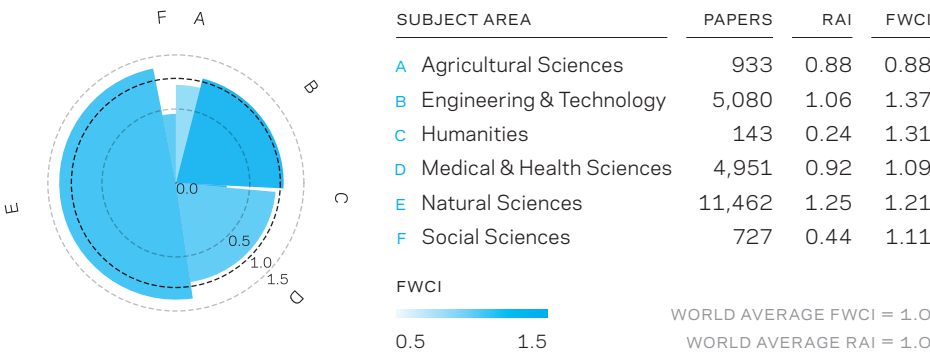 F A
B
C
D
E
0.0
0.5
1.0
1.5
SUBJECT AREA PAPERS RAI FWCI
A Agricultural Sciences 933 0.88 0.88
B Engineering & Technology 5,080 1.06 1.37
C Humanities 143 0.24 1.31
D Medical & Health Sciences 4,951 0.92 1.09
E Natural Sciences 11,462 1.25 1.21
F Social Sciences 727 0.44 1.11
FWCI
0.5 1.5
WORLD AVERAGE FWCI = 1.0
WORLD AVERAGE RAI = 1.0